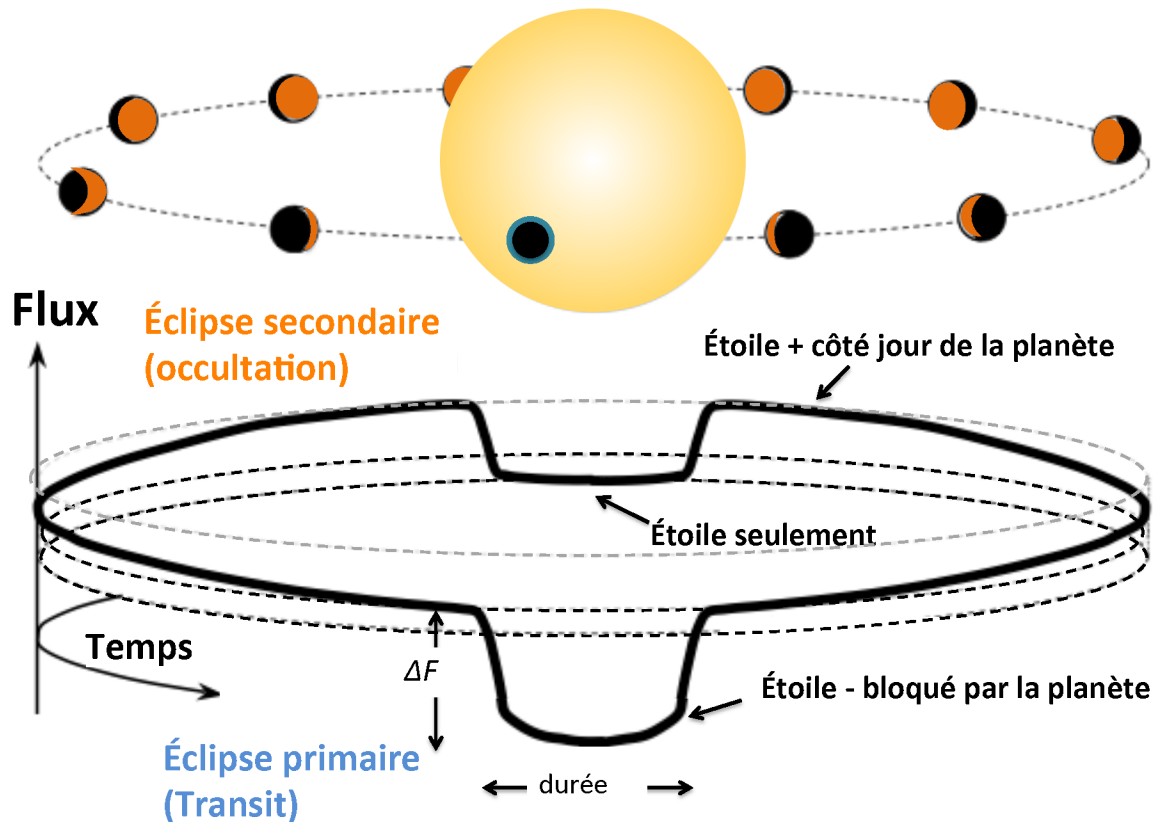 Flux
Éclipse secondaire
(occultation)
Étoile + côté jour de la planète
Étoile seulement
Temps
ΔF
Étoile - bloqué par la planète
Éclipse primaire
(Transit)
durée